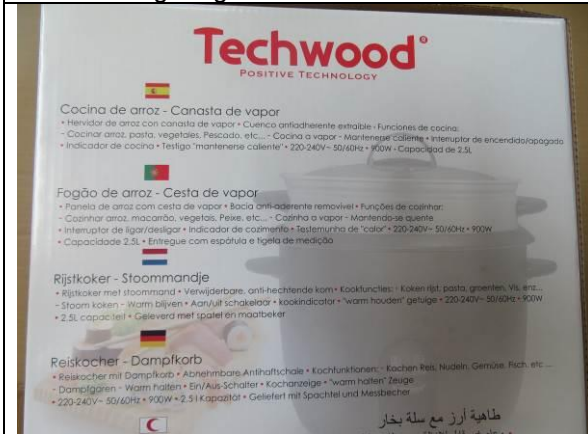 Techwood®
POSITIVE TECHNOLOGY
Cocina de arroz - Canasta de vapor
• Hervidor de arroz con canasta de vapor • Cuenco antiadherente extraible - Funciones de cocina:
- Cocinar arroz, pasta, vegetales, Pescado, etc... - Cocina a vapor - Mantenerse caliente • Interruptor de encendido/apagado
• Indicador de cocina • Testigo "mantenerse caliente" • 220-240V~ 50/60Hz • 900W - Capacidad de 2.5L
Fogão de arroz - Cesta de vapor
• Panela de arroz com cesta de vapor • Bacia anti-aderente removivel • Funções de cozinhar:
- Cozinhar arroz, macarrão, vegetais, Peixe, etc... - Cozinha a vapor - Mantendo-se quente
• Interruptor de ligar/desligar • Indicador de cozimento • Testemunha de "calor" • 220-240V~ 50/60Hz • 900W
• Capacidade 2.5L • Entregue com espátula e tigela de medição
Rijstkoker - Stoommandje
• Rijstkoker met stoommand • Verwijderbare, anti-hechtende kom • Kookfuncties: - Koken rijst, pasta, groenten, Vis, enz...
- Stoom koken - Warm blijven • Aan/uit schakelaar • kookindicator • "warm houden" getuige • 220-240V~ 50/60Hz • 900W
• 2.5L capaciteit • Geleverd met spatel en maatbeker
Reiskocher - Dampfkorb
• Reiskocher mit Dampfkorb • Abnehmbare Antihaftschale • Kochfunktionen: - Kochen Reis, Nudeln, Gemüse, Fisch, etc ...
- Dampfgaren - Warm halten • Ein/Aus-Schalter • Kochanzeige • "warm halten" Zeuge
• 220-240V~ 50/60Hz • 900W • 2.5 l Kapazität • Geliefert mit Spachtel und Messbecher
طاهية أرز مع سلة بخار